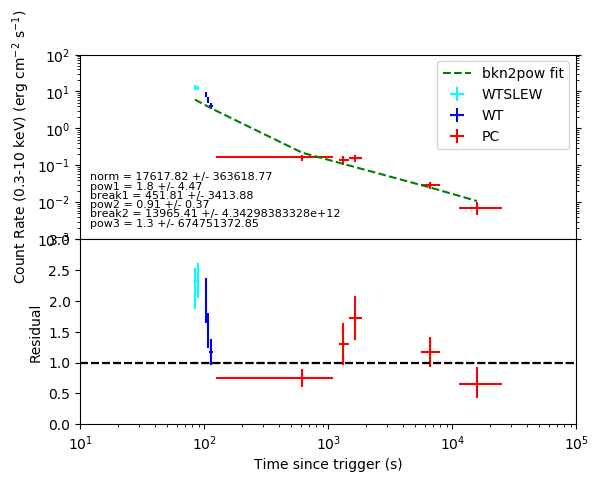 Count Rate (0.3-10 keV) (erg cm⁻² s⁻¹)
10²
10¹
10⁰
10⁻¹
10⁻²
10⁻³
bkn2pow fit
WTSLEW
WT
PC
norm = 17617.82 +/- 363618.77
pow1 = 1.8 +/- 4.47
break1 = 451.81 +/- 3413.88
pow2 = 0.91 +/- 0.37
break2 = 13965.41 +/- 4.34298383328e+12
pow3 = 1.3 +/- 674751372.85
Residual
3.0
2.5
2.0
1.5
1.0
0.5
0.0
10¹
10²
10³
10⁴
10⁵
Time since trigger (s)